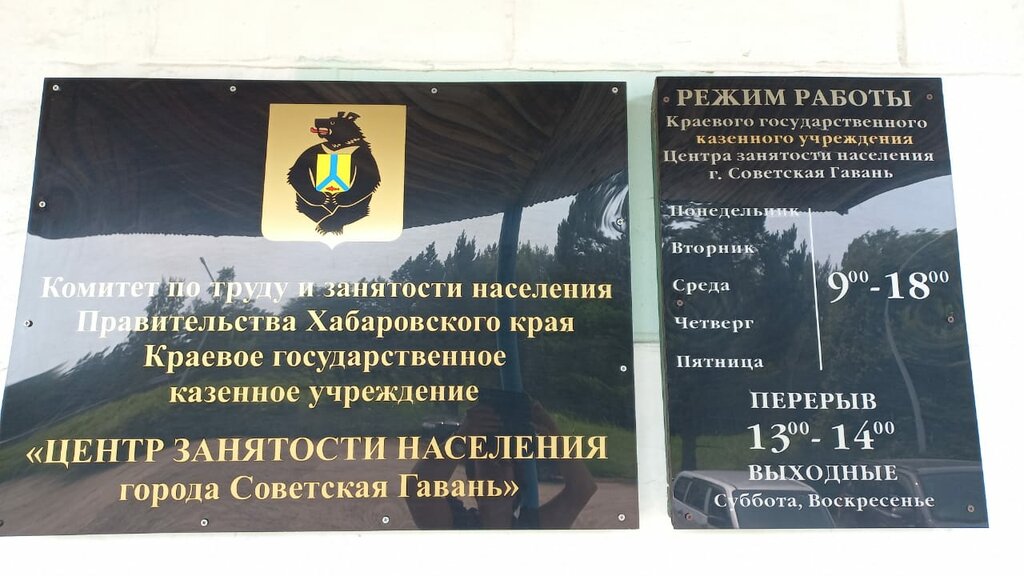 Комитет по труду и занятости населения
Правительства Хабаровского края
Краевое государственное
казенное учреждение
«ЦЕНТР ЗАНЯТОСТИ НАСЕЛЕНИЯ
города Советская Гавань»
РЕЖИМ РАБОТЫ
Краевого государственного
казенного учреждения
Центра занятости населения
г. Советская Гавань
Понедельник
Вторник
Среда
Четверг
Пятница
9⁰⁰-18⁰⁰
ПЕРЕРЫВ
13⁰⁰- 14⁰⁰
ВЫХОДНЫЕ
Суббота, Воскресенье